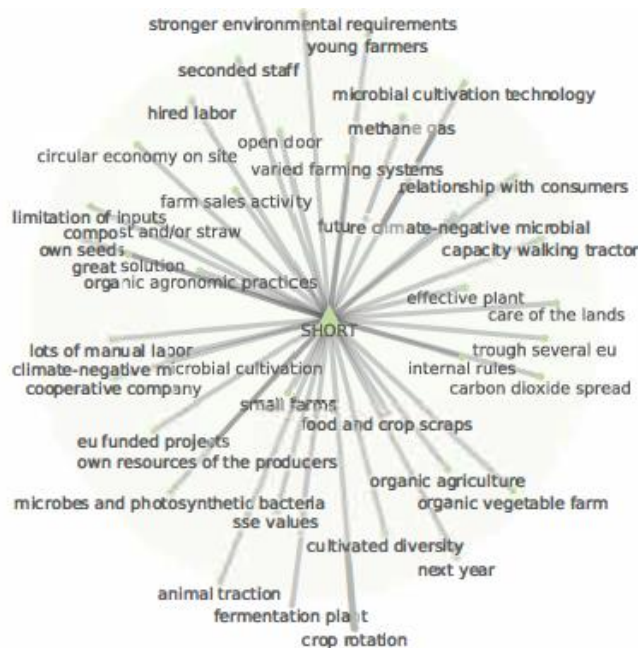 stronger environmental requirements
young farmers
seconded staff
microbial cultivation technology
hired labor
methane gas
open door
circular economy on site
varied farming systems
relationship with consumers
farm sales activity
limitation of inputs
future climate-negative microbial
compost and/or straw
own seeds
capacity walking tractor
great solution
organic agronomic practices
effective plant
care of the lands
SHORT
lots of manual labor
trough several eu
climate-negative microbial cultivation
internal rules
cooperative company
carbon dioxide spread
small farms
food and crop scraps
eu funded projects
own resources of the producers
organic agriculture
microbes and photosynthetic bacteria
organic vegetable farm
sse values
cultivated diversity
next year
animal traction
fermentation plant
crop rotation